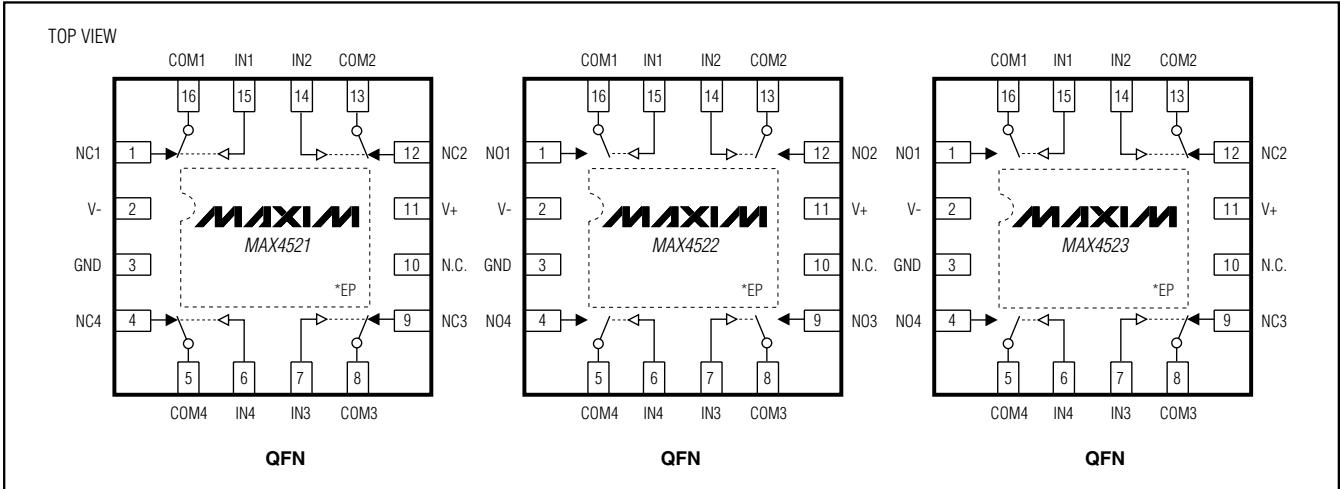 TOP VIEW
COM1 IN1 IN2 COM2
16 15 14 13
NC1 1 12 NC2
V- 2 11 V+
MAXIM
MAX4521
GND 3 10 N.C.
*EP
NC4 4 9 NC3
5 6 7 8
COM4 IN4 IN3 COM3
QFN
COM1 IN1 IN2 COM2
16 15 14 13
NO1 1 12 NO2
V- 2 11 V+
MAXIM
MAX4522
GND 3 10 N.C.
*EP
NO4 4 9 NO3
5 6 7 8
COM4 IN4 IN3 COM3
QFN
COM1 IN1 IN2 COM2
16 15 14 13
NO1 1 12 NC2
V- 2 11 V+
MAXIM
MAX4523
GND 3 10 N.C.
*EP
NO4 4 9 NC3
5 6 7 8
COM4 IN4 IN3 COM3
QFN